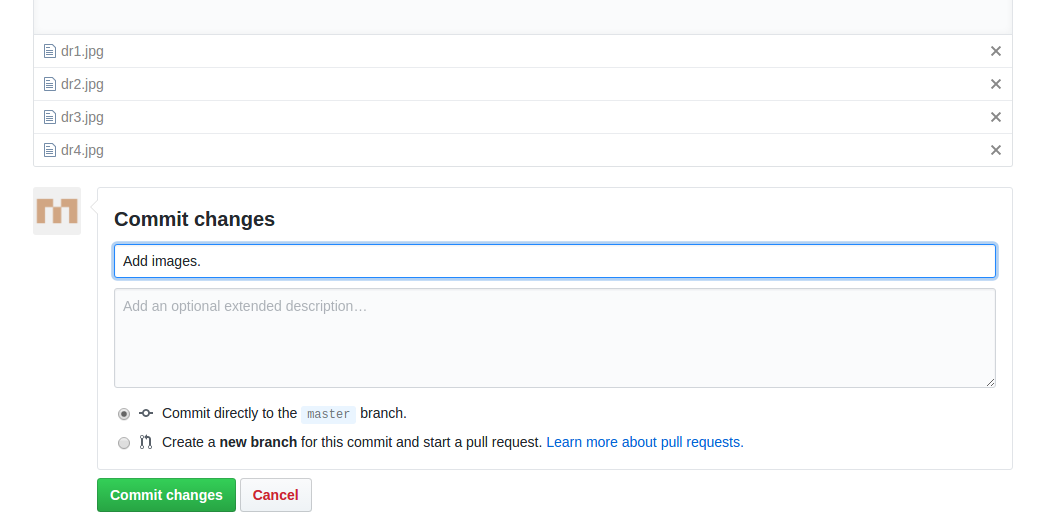 dr1.jpg
dr2.jpg
dr3.jpg
dr4.jpg
Commit changes
Add images.
Add an optional extended description…
Commit directly to the master branch.
Create a new branch for this commit and start a pull request. Learn more about pull requests.
Commit changes Cancel